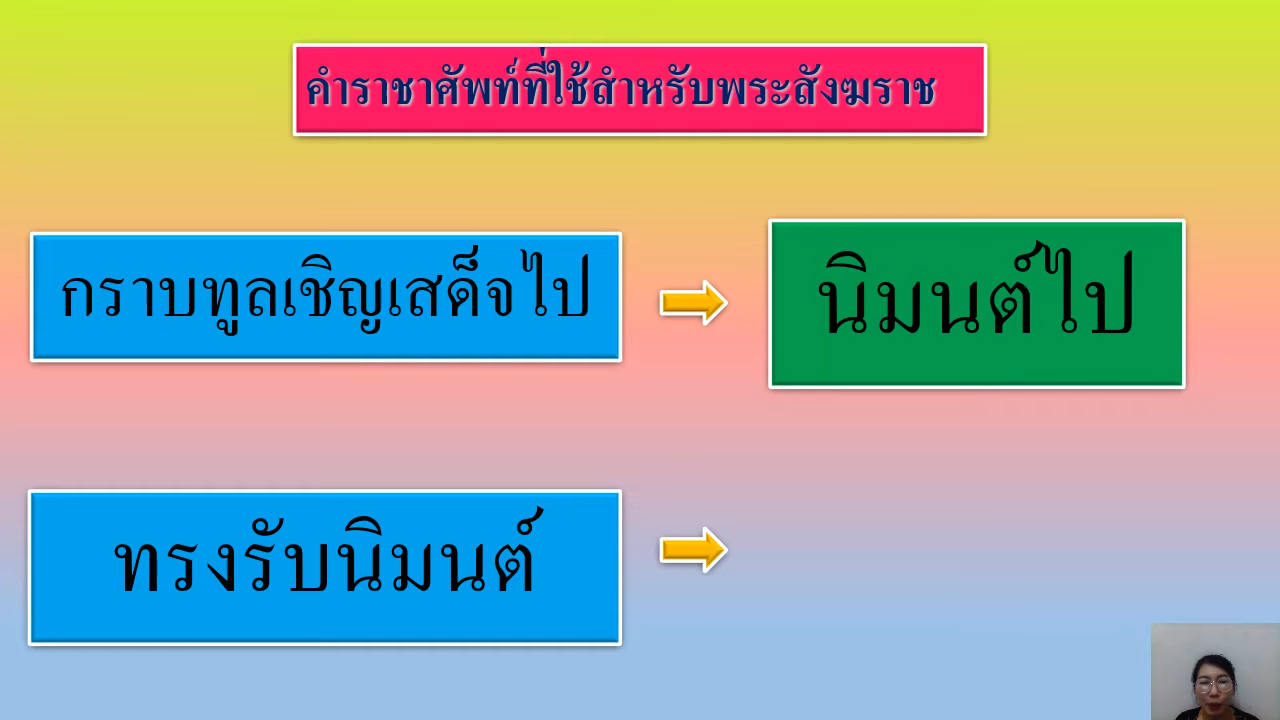 คำราชาศัพท์ที่ใช้สำหรับพระสังฆราช
กราบทูลเชิญเสด็จไป
นิมนต์ไป
ทรงรับนิมนต์